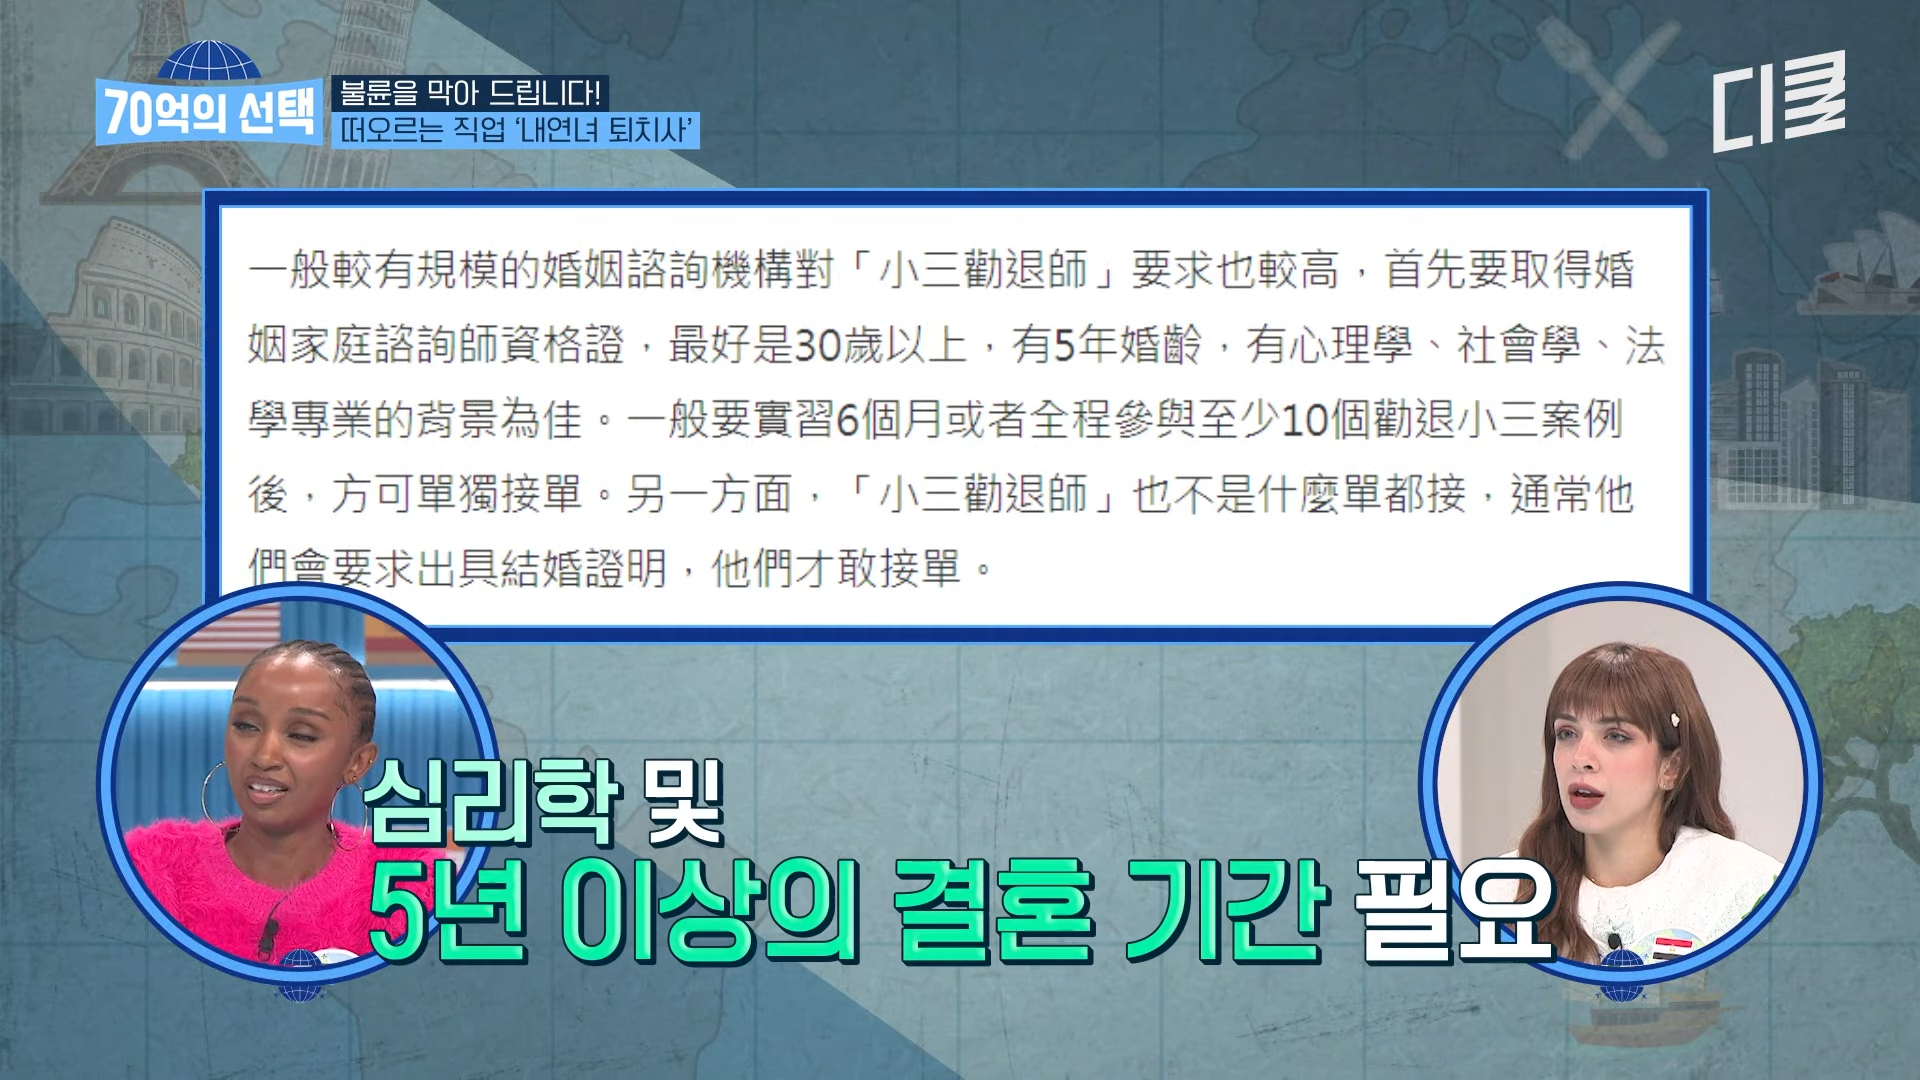 70억의 선택
불륜을 막아 드립니다!
떠오르는 직업 '내연녀 퇴치사'
디글
一般較有規模的婚姻諮詢機構對「小三勸退師」要求也較高，首先要取得婚
姻家庭諮詢師資格證，最好是30歲以上，有5年婚齡，有心理學、社會學、法
學專業的背景為佳。一般要實習6個月或者全程參與至少10個勸退小三案例
後，方可單獨接單。另一方面，「小三勸退師」也不是什麼單都接，通常他
們會要求出具結婚證明，他們才敢接單。
심리학 및
5년 이상의 결혼 기간 필요